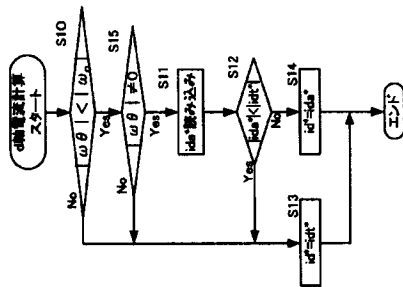 d軸電流計算
スタート
S10
|ωθ|<|ωn|
No
Yes
S15
|ωθ|≠0
No
Yes
S11
ida*読み込み
S12
|ida*|<|idt*|
Yes
No
S13
id*=idt*
S14
id*=ida*
エンド